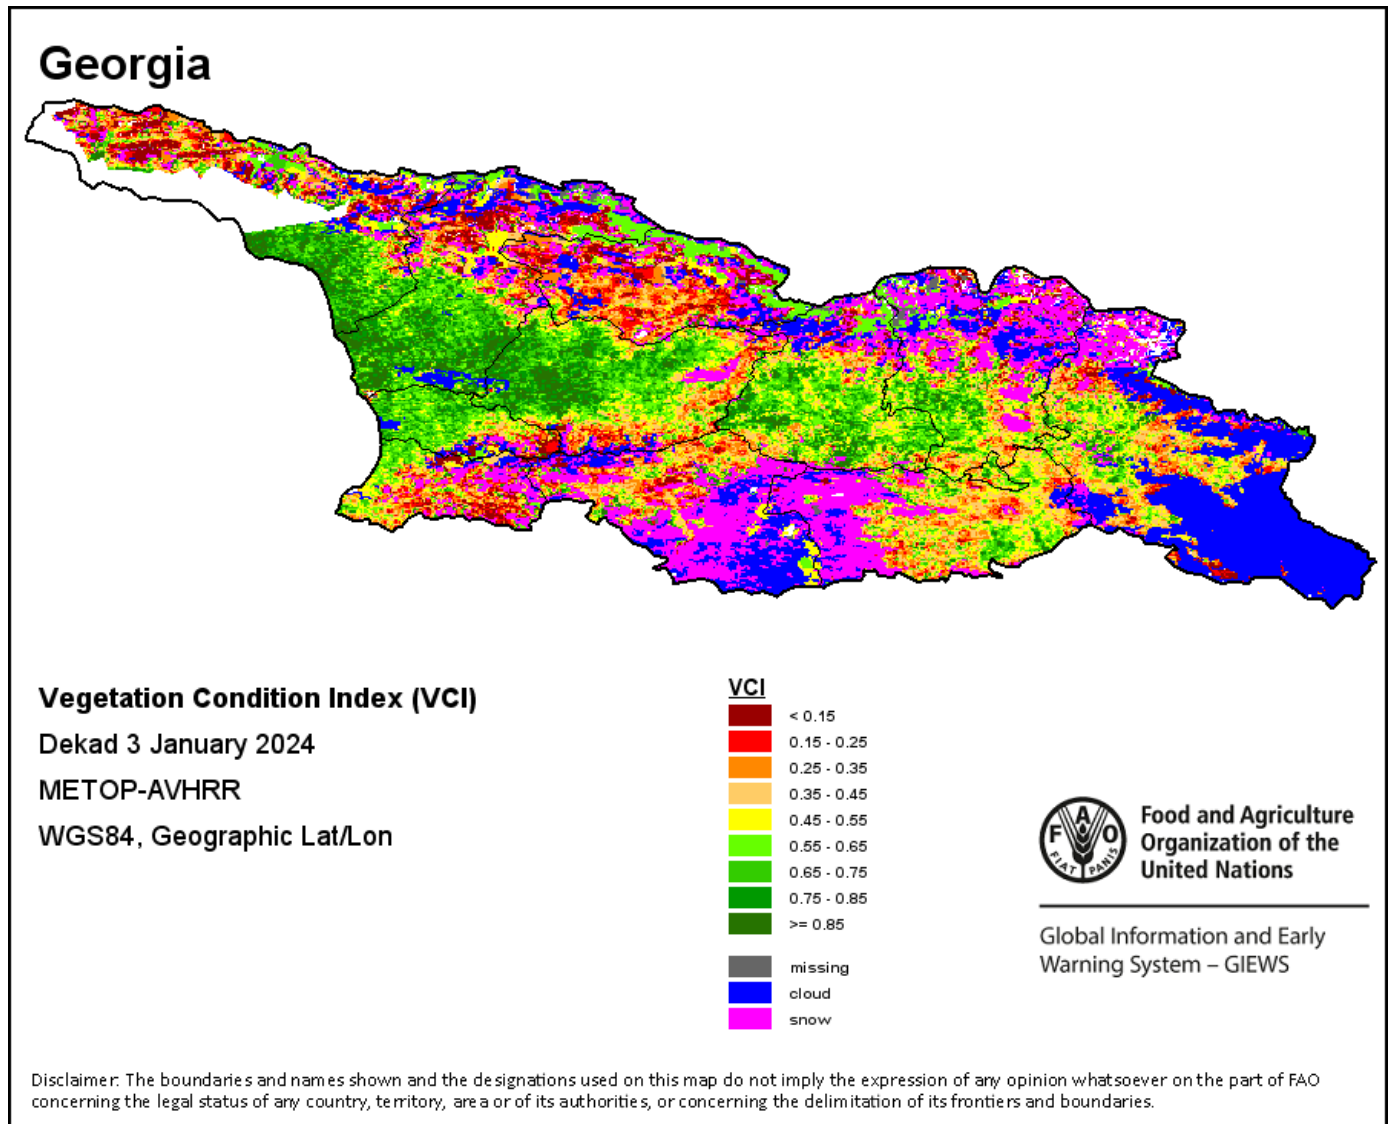 Georgia
Vegetation Condition Index (VCI)
Dekad 3 January 2024
METOP-AVHRR
WGS84, Geographic Lat/Lon
VCI
< 0.15
0.15 - 0.25
0.25 - 0.35
0.35 - 0.45
0.45 - 0.55
0.55 - 0.65
0.65 - 0.75
0.75 - 0.85
>= 0.85
missing
cloud
snow
F A O
FIAT PANIS
Food and Agriculture
Organization of the
United Nations
Global Information and Early
Warning System – GIEWS
Disclaimer: The boundaries and names shown and the designations used on this map do not imply the expression of any opinion whatsoever on the part of FAO
concerning the legal status of any country, territory, area or of its authorities, or concerning the delimitation of its frontiers and boundaries.